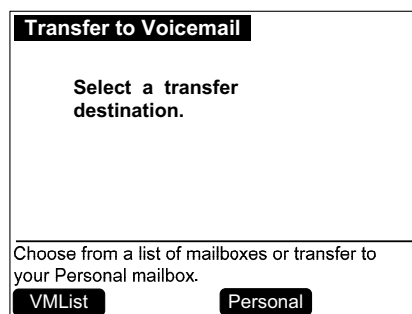 Transfer to Voicemail
Select a transfer
destination.
Choose from a list of mailboxes or transfer to
your Personal mailbox.
VMList Personal